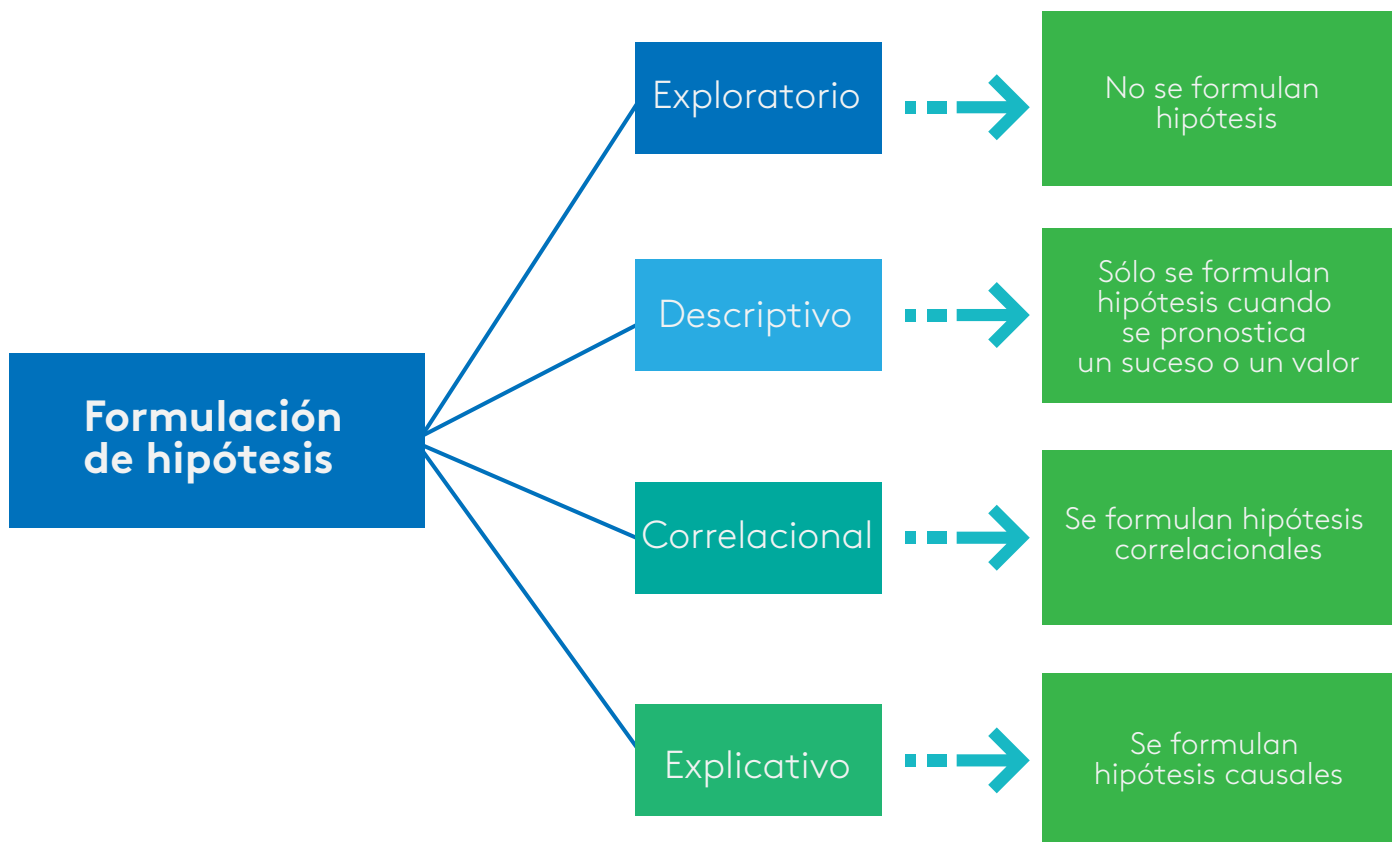 Formulación
de hipótesis
Exploratorio
No se formulan
hipótesis
Descriptivo
Sólo se formulan
hipótesis cuando
se pronostica
un suceso o un valor
Correlacional
Se formulan hipótesis
correlacionales
Explicativo
Se formulan
hipótesis causales